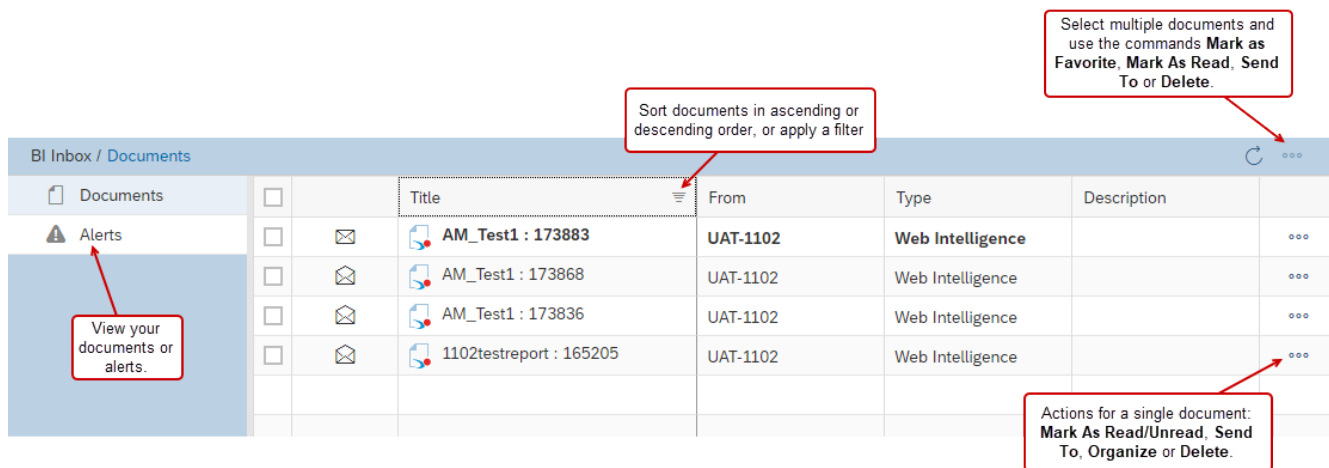 Select multiple documents and
use the commands Mark as
Favorite, Mark As Read, Send
To or Delete.
Sort documents in ascending or
descending order, or apply a filter
BI Inbox / Documents
Documents
Title
From
Type
Description
Alerts
AM_Test1 : 173883
UAT-1102
Web Intelligence
AM_Test1 : 173868
UAT-1102
Web Intelligence
AM_Test1 : 173836
UAT-1102
Web Intelligence
1102testreport : 165205
UAT-1102
Web Intelligence
View your
documents or
alerts.
Actions for a single document:
Mark As Read/Unread, Send
To, Organize or Delete.